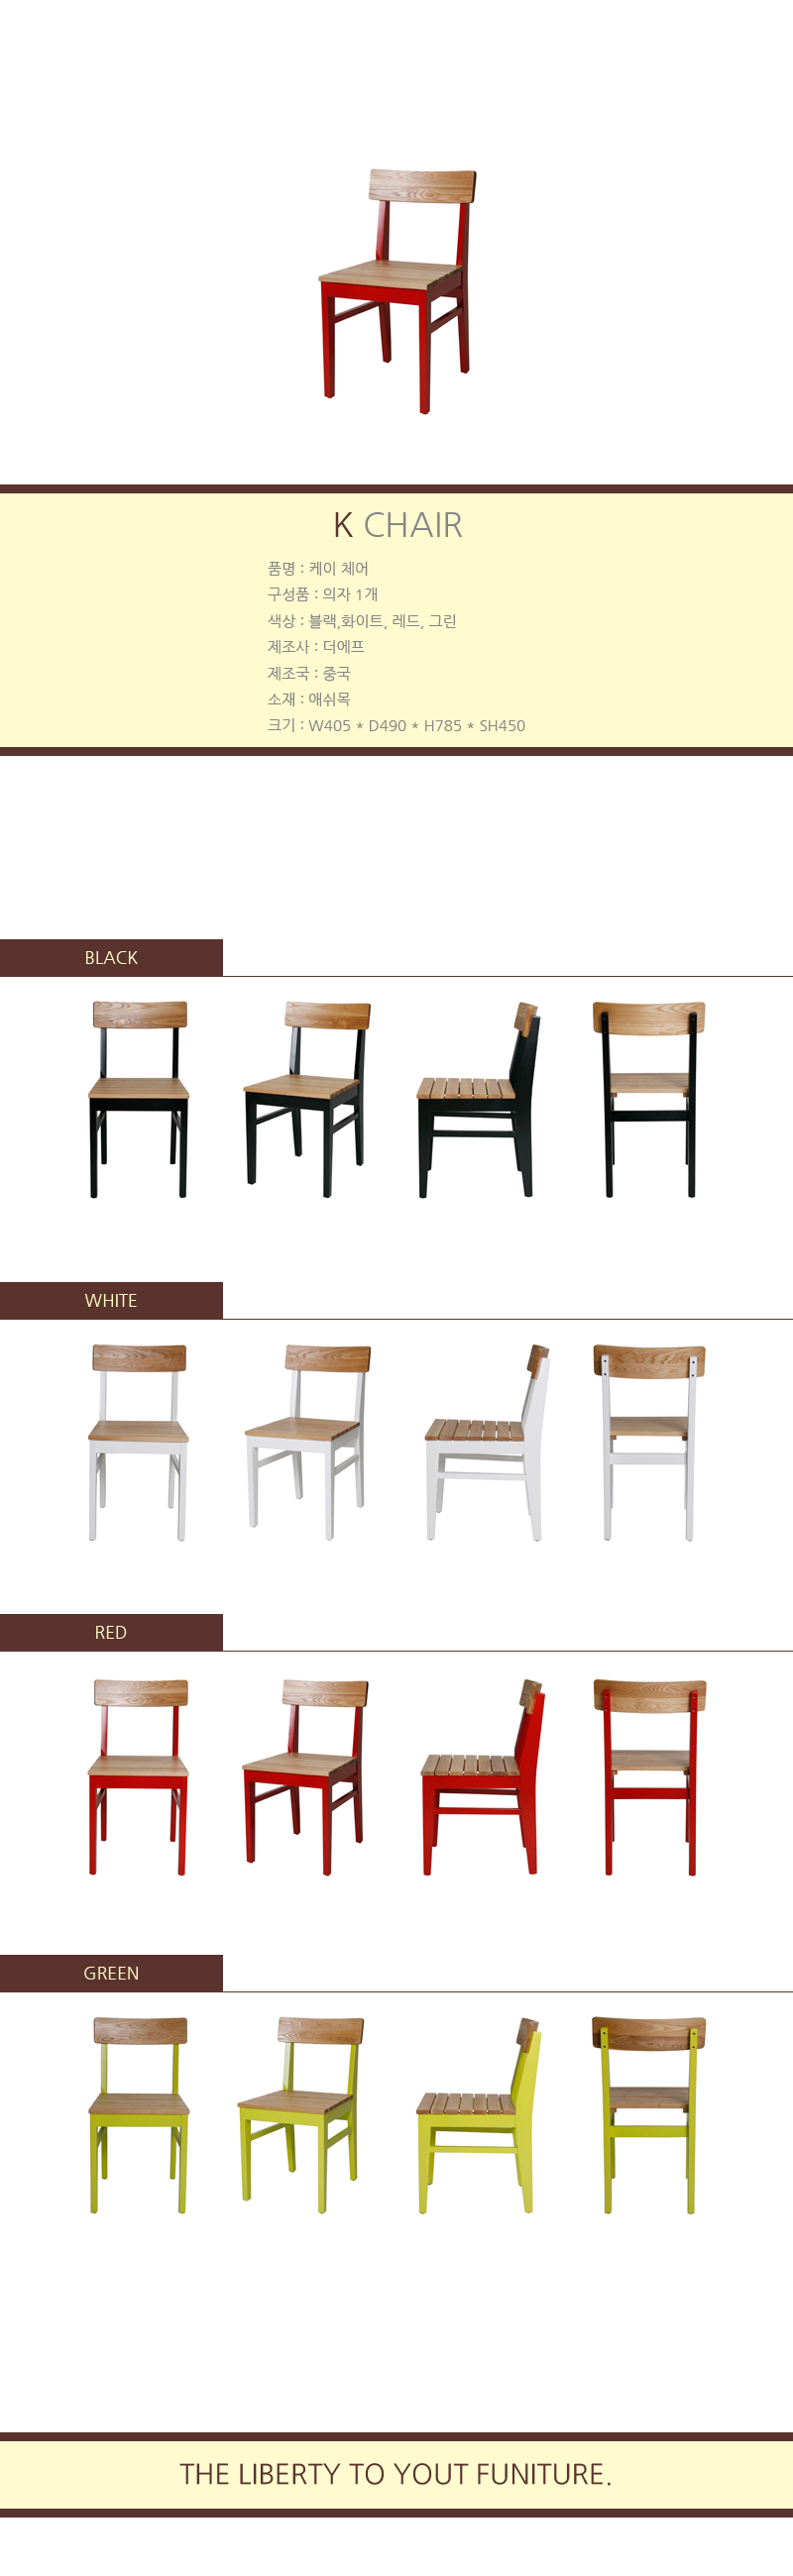 K CHAIR
품명 : 케이 체어
구성품 : 의자 1개
색상 : 블랙,화이트, 레드, 그린
제조사 : 더에프
제조국 : 중국
소재 : 애쉬목
크기 : W405 * D490 * H785 * SH450
BLACK
WHITE
RED
GREEN
THE LIBERTY TO YOUT FUNITURE.